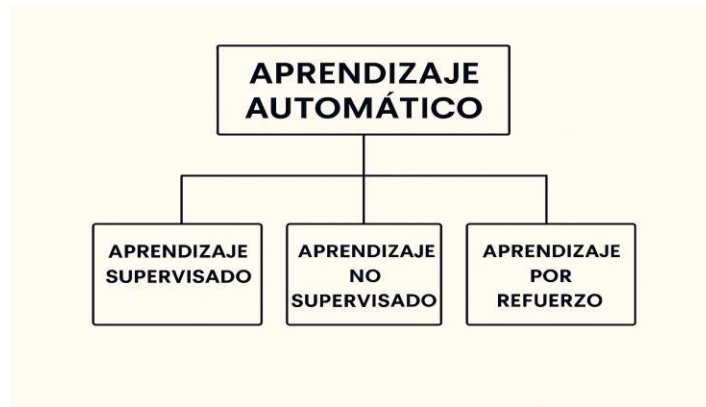 APRENDIZAJE
AUTOMÁTICO
APRENDIZAJE
SUPERVISADO
APRENDIZAJE
NO
SUPERVISADO
APRENDIZAJE
POR
REFUERZO